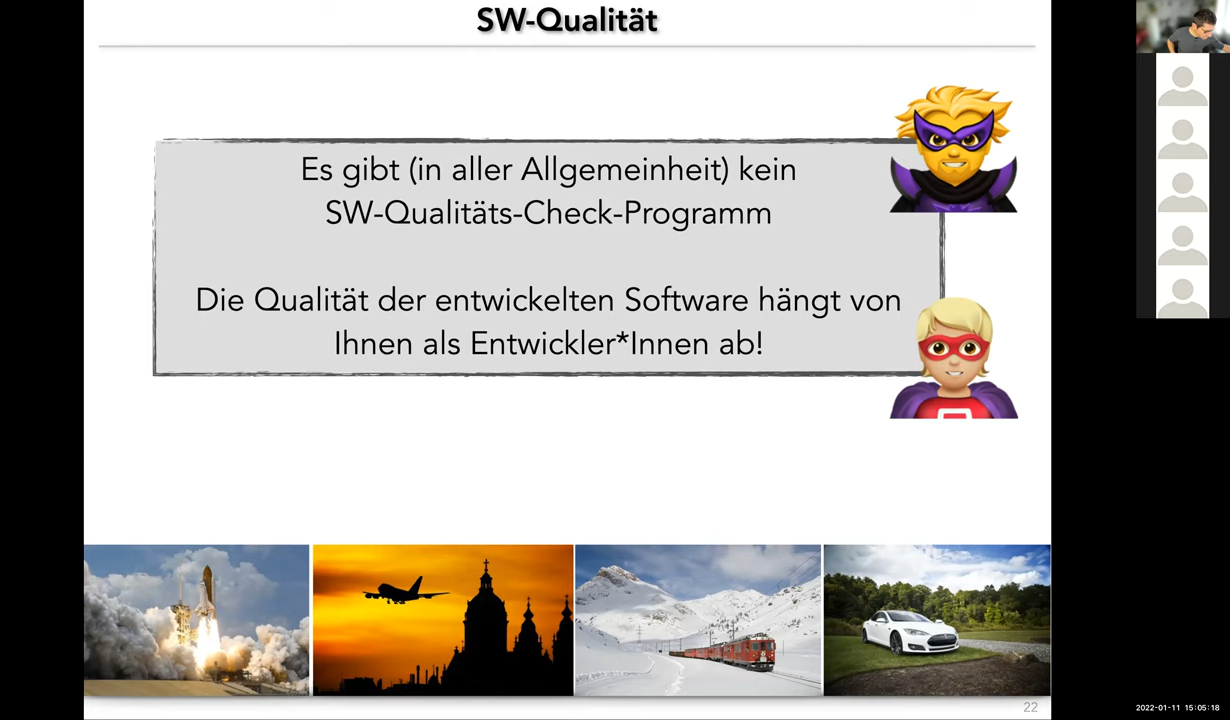 SW-Qualität
Es gibt (in aller Allgemeinheit) kein
SW-Qualitäts-Check-Programm
Die Qualität der entwickelten Software hängt von
Ihnen als Entwickler*Innen ab!
22
2022-01-11 15:05:18